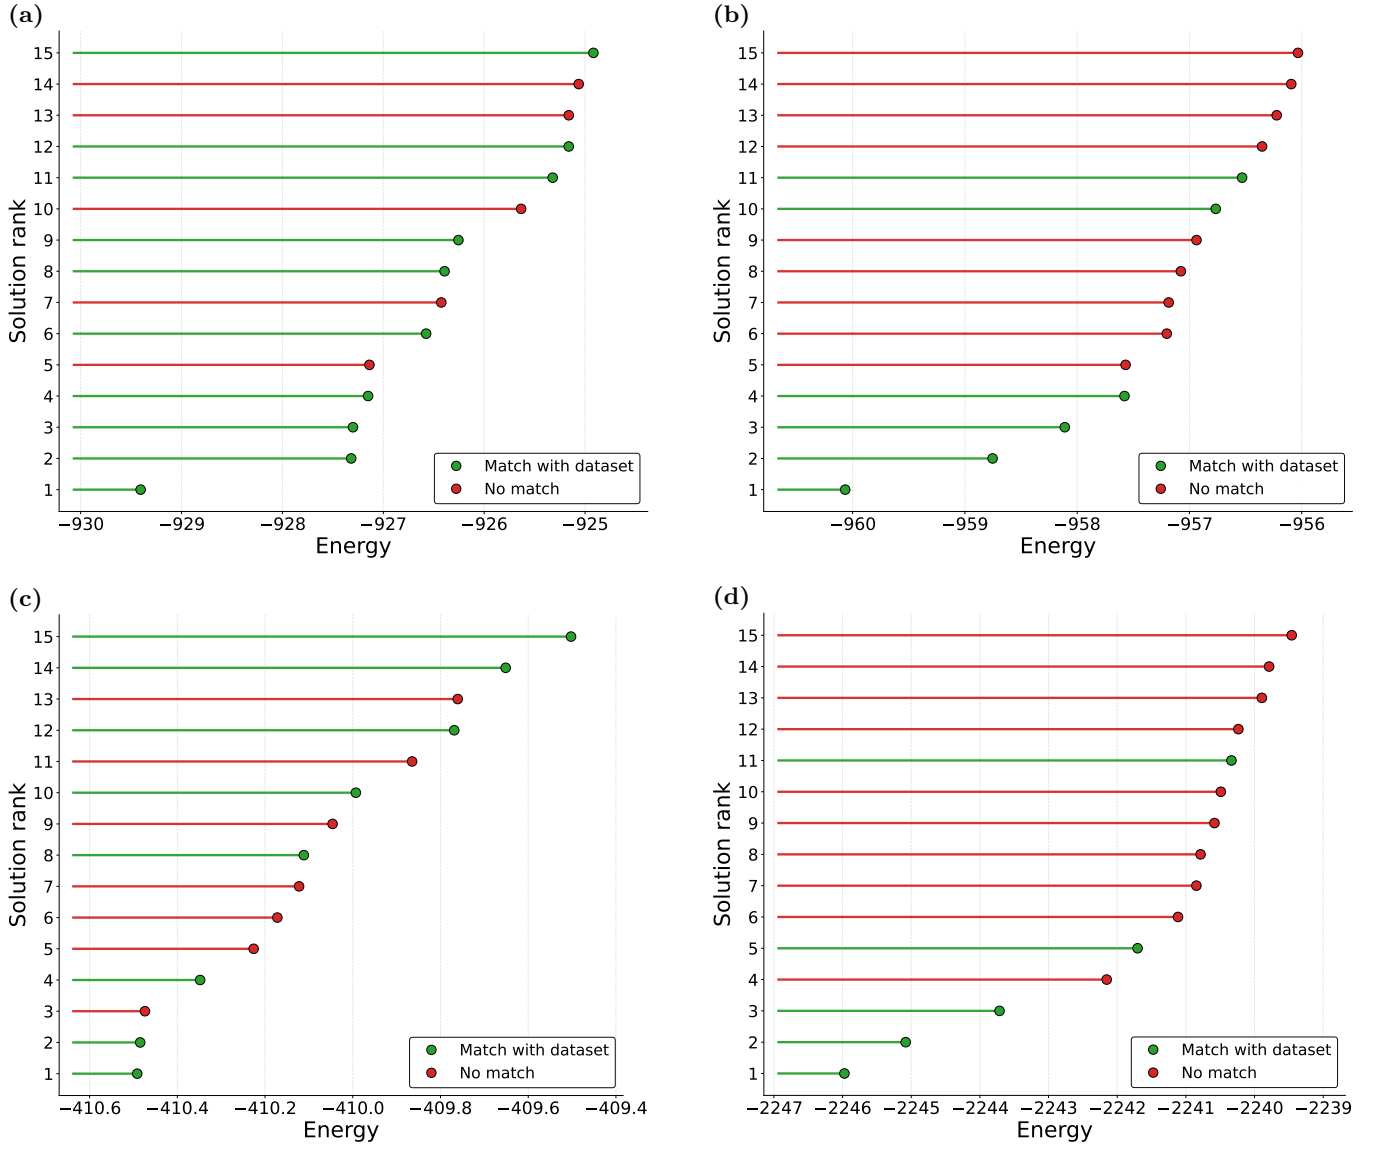 (a)
15
14
13
12
11
10
9
8
7
6
5
4
3
2
1
Solution rank
Match with dataset
No match
−930 −929 −928 −927 −926 −925
Energy
(b)
15
14
13
12
11
10
9
8
7
6
5
4
3
2
1
Solution rank
Match with dataset
No match
−960 −959 −958 −957 −956
Energy
(c)
15
14
13
12
11
10
9
8
7
6
5
4
3
2
1
Solution rank
Match with dataset
No match
−410.6 −410.4 −410.2 −410.0 −409.8 −409.6 −409.4
Energy
(d)
15
14
13
12
11
10
9
8
7
6
5
4
3
2
1
Solution rank
Match with dataset
No match
−2247 −2246 −2245 −2244 −2243 −2242 −2241 −2240 −2239
Energy